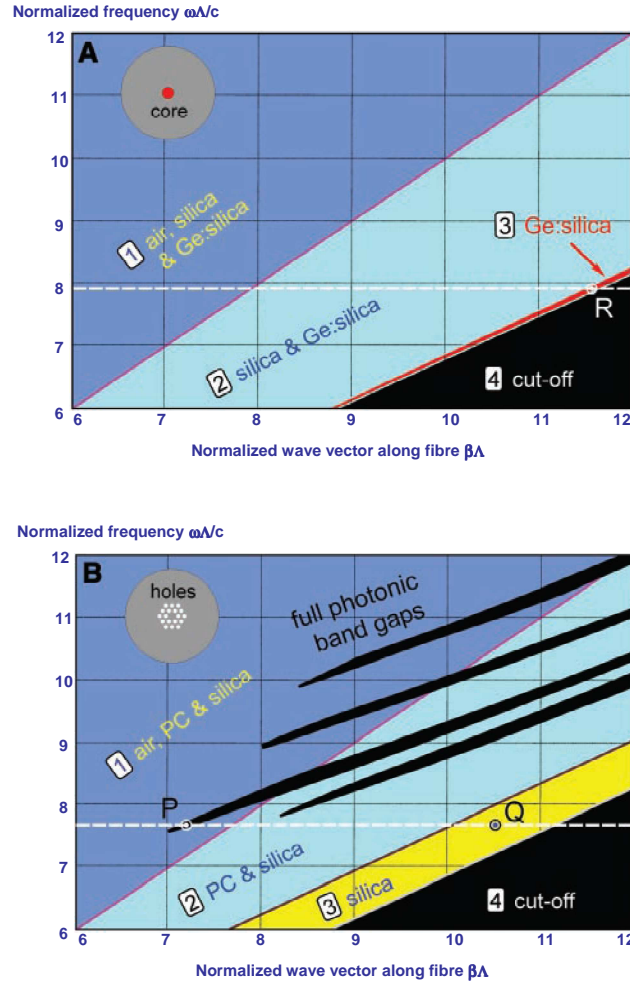 Normalized frequency ωΛ/c
12
A
core
11
10
9
1 air, silica
& Ge:silica
3 Ge:silica
8
R
7
2 silica & Ge:silica
4 cut-off
6
6 7 8 9 10 11 12
Normalized wave vector along fibre βΛ
Normalized frequency ωΛ/c
12
B
holes
full photonic
band gaps
11
10
1 air, PC & silica
9
8
P
Q
7
2 PC & silica
3 silica
4 cut-off
6
6 7 8 9 10 11 12
Normalized wave vector along fibre βΛ